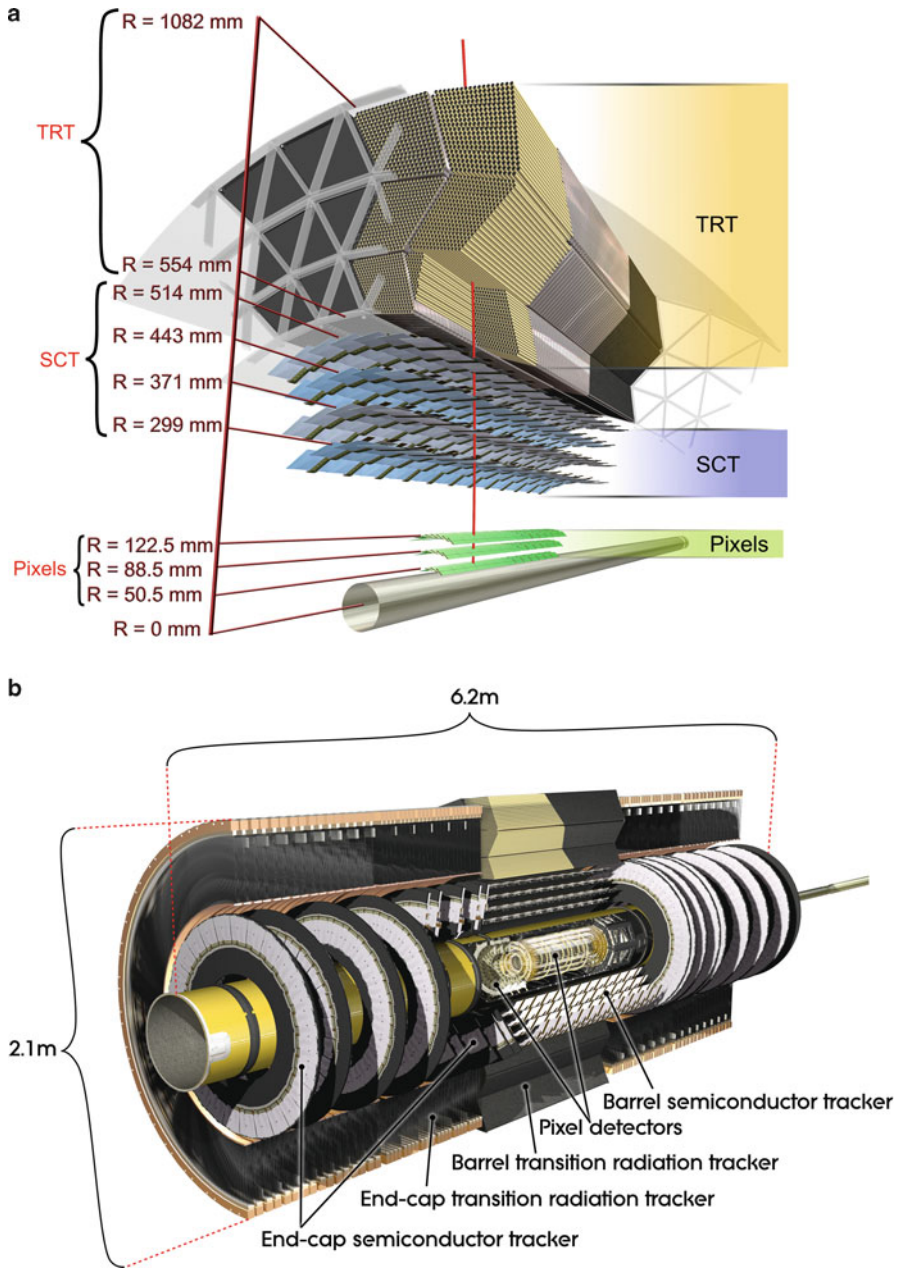 a
R = 1082 mm
TRT
R = 554 mm
R = 514 mm
R = 443 mm
SCT
R = 371 mm
R = 299 mm
TRT
SCT
R = 122.5 mm
Pixels
R = 88.5 mm
R = 50.5 mm
R = 0 mm
Pixels
b
6.2m
2.1m
Barrel semiconductor tracker
Pixel detectors
Barrel transition radiation tracker
End-cap transition radiation tracker
End-cap semiconductor tracker